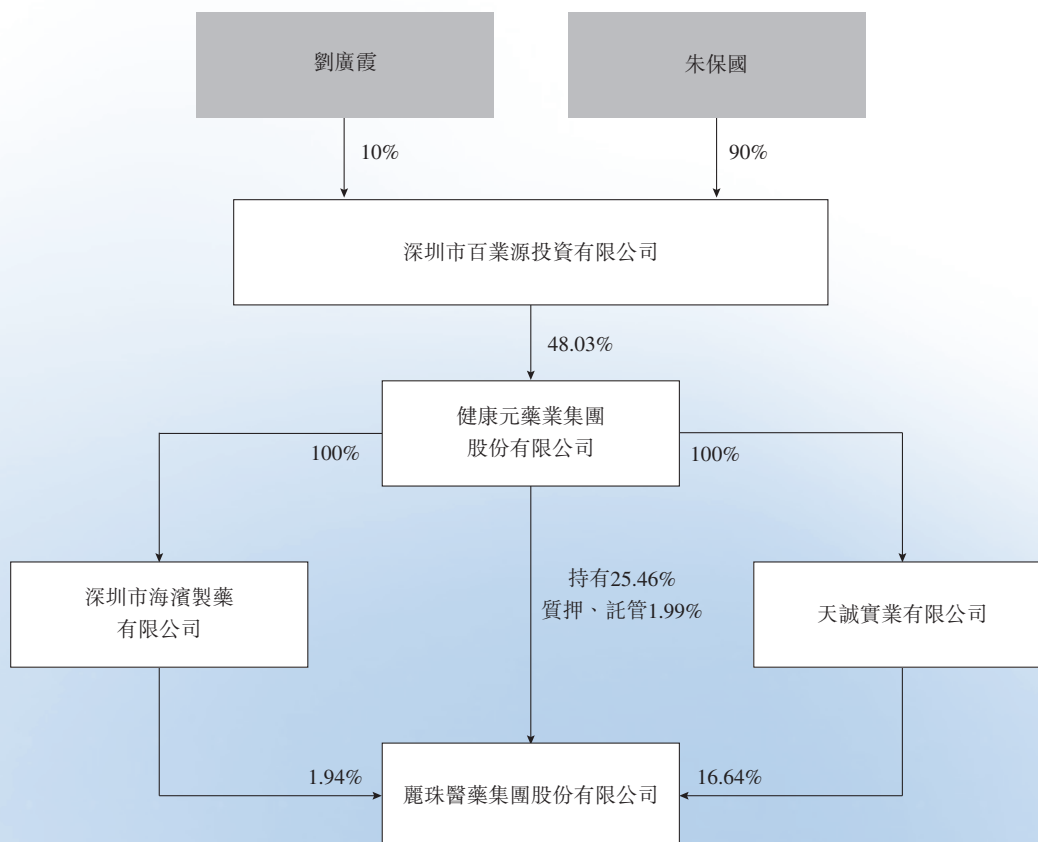 劉廣霞
朱保國
10%
90%
深圳市百業源投資有限公司
48.03%
健康元藥業集團
股份有限公司
100%
100%
深圳市海濱製藥
有限公司
持有25.46%
質押、託管1.99%
天誠實業有限公司
1.94%
16.64%
麗珠醫藥集團股份有限公司